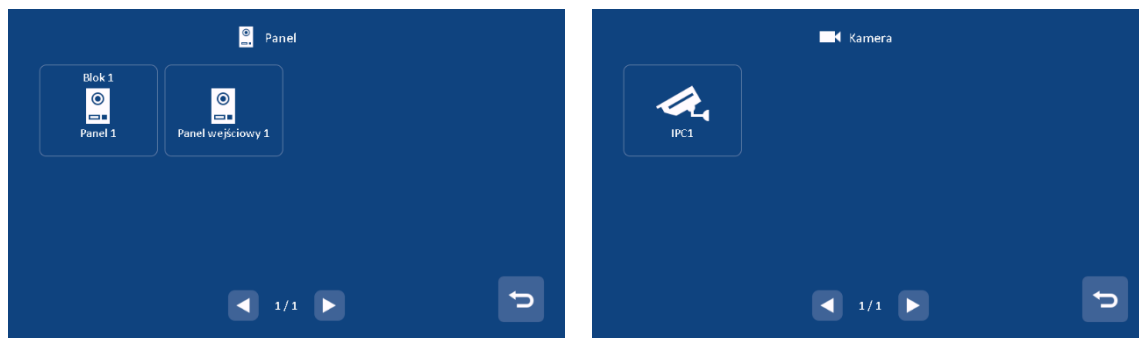 Panel
Blok 1
Panel 1
Panel wejściowy 1
1 / 1
Kamera
IPC1
1 / 1